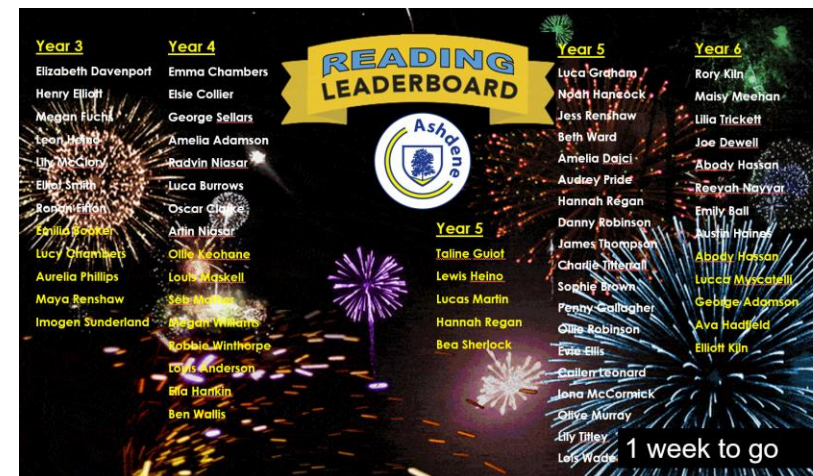 READING
LEADERBOARD
Ashdene
Year 3
Elizabeth Davenport
Henry Elliott
Megan Fuchs
Leon Heino
Lily McGlory
Elliot Smith
Ronan Fitton
Emilia Booker
Lucy Chambers
Aurelia Phillips
Maya Renshaw
Imogen Sunderland
Year 4
Emma Chambers
Elsie Collier
George Sellars
Amelia Adamson
Radvin Niasar
Luca Burrows
Oscar Clarke
Artin Niasar
Ollie Keohane
Louis Maskell
Seb
Megan Williams
Robbie Winthorpe
Louis Anderson
Ella Hankin
Ben Wallis
Year 5
Taline Guiot
Lewis Heino
Lucas Martin
Hannah Regan
Bea Sherlock
Year 5
Luca Graham
Noah Hancock
Jess Renshaw
Beth Ward
Amelia Dajci
Audrey Pride
Hannah Regan
Danny Robinson
James Thompson
Charlie Titterrall
Sophie Brown
Penny Gallagher
Ollie Robinson
Evie Ellis
Cailen Leonard
Iona McCormick
Olive Murray
Lily Titley
Lois Wade
Year 6
Rory Kiln
Maisy Meehan
Lilia Trickett
Joe Dewell
Abody Hassan
Reeyah Nayyar
Emily Ball
Austin Haines
Abody Hassan
Lucca Myscatelli
George Adamson
Ava Hadfield
Elliott Kiln
1 week to go